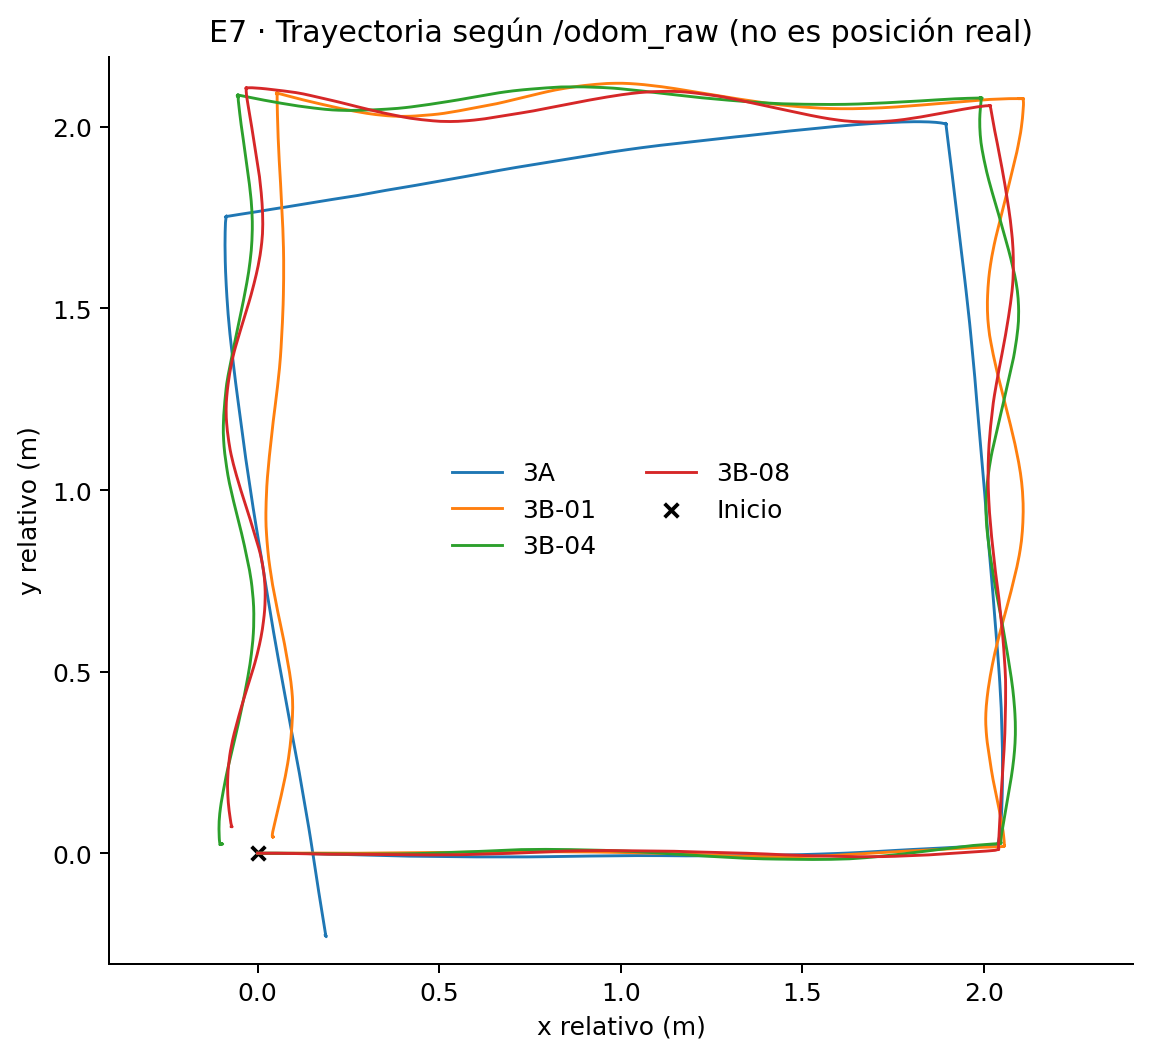 E7 · Trayectoria según /odom_raw (no es posición real)
2.0
1.5
1.0
0.5
0.0
y relativo (m)
3A
3B-01
3B-04
3B-08
Inicio
0.0 0.5 1.0 1.5 2.0
x relativo (m)